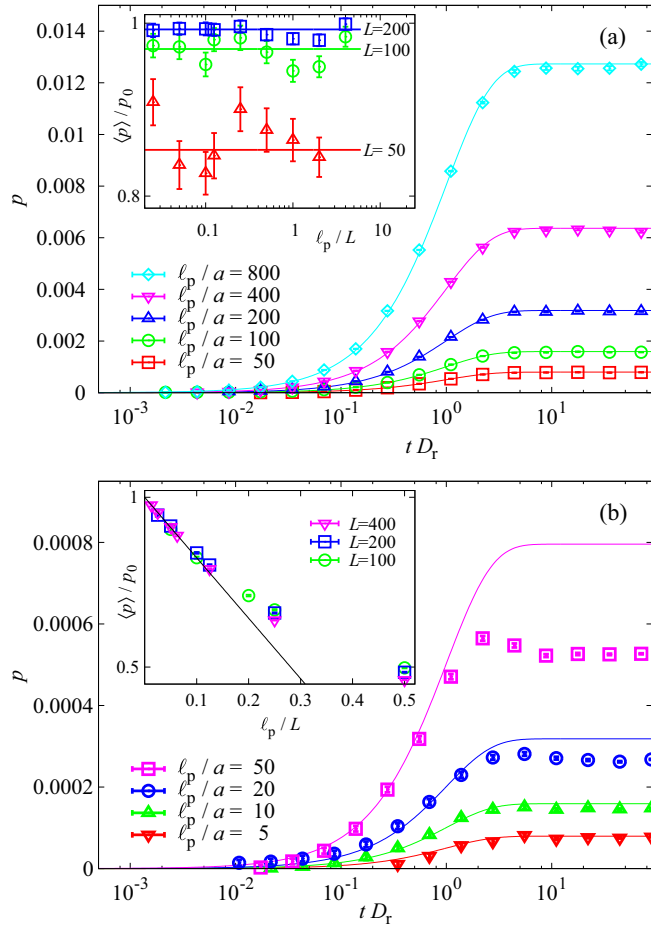 (a)
0.014
0.012
0.01
0.008
0.006
0.004
0.002
0
p
10⁻³
10⁻²
10⁻¹
10⁰
10¹
t Dᵣ
1
0.8
⟨p⟩ / p₀
0.1
1
10
ℓₚ / L
L=200
L=100
L= 50
ℓₚ / a = 800
ℓₚ / a = 400
ℓₚ / a = 200
ℓₚ / a = 100
ℓₚ / a = 50
(b)
0.0008
0.0006
0.0004
0.0002
0
p
10⁻³
10⁻²
10⁻¹
10⁰
10¹
t Dᵣ
1
0.5
⟨p⟩ / p₀
0.1
0.2
0.3
0.4
0.5
ℓₚ / L
L=400
L=200
L=100
ℓₚ / a = 50
ℓₚ / a = 20
ℓₚ / a = 10
ℓₚ / a = 5